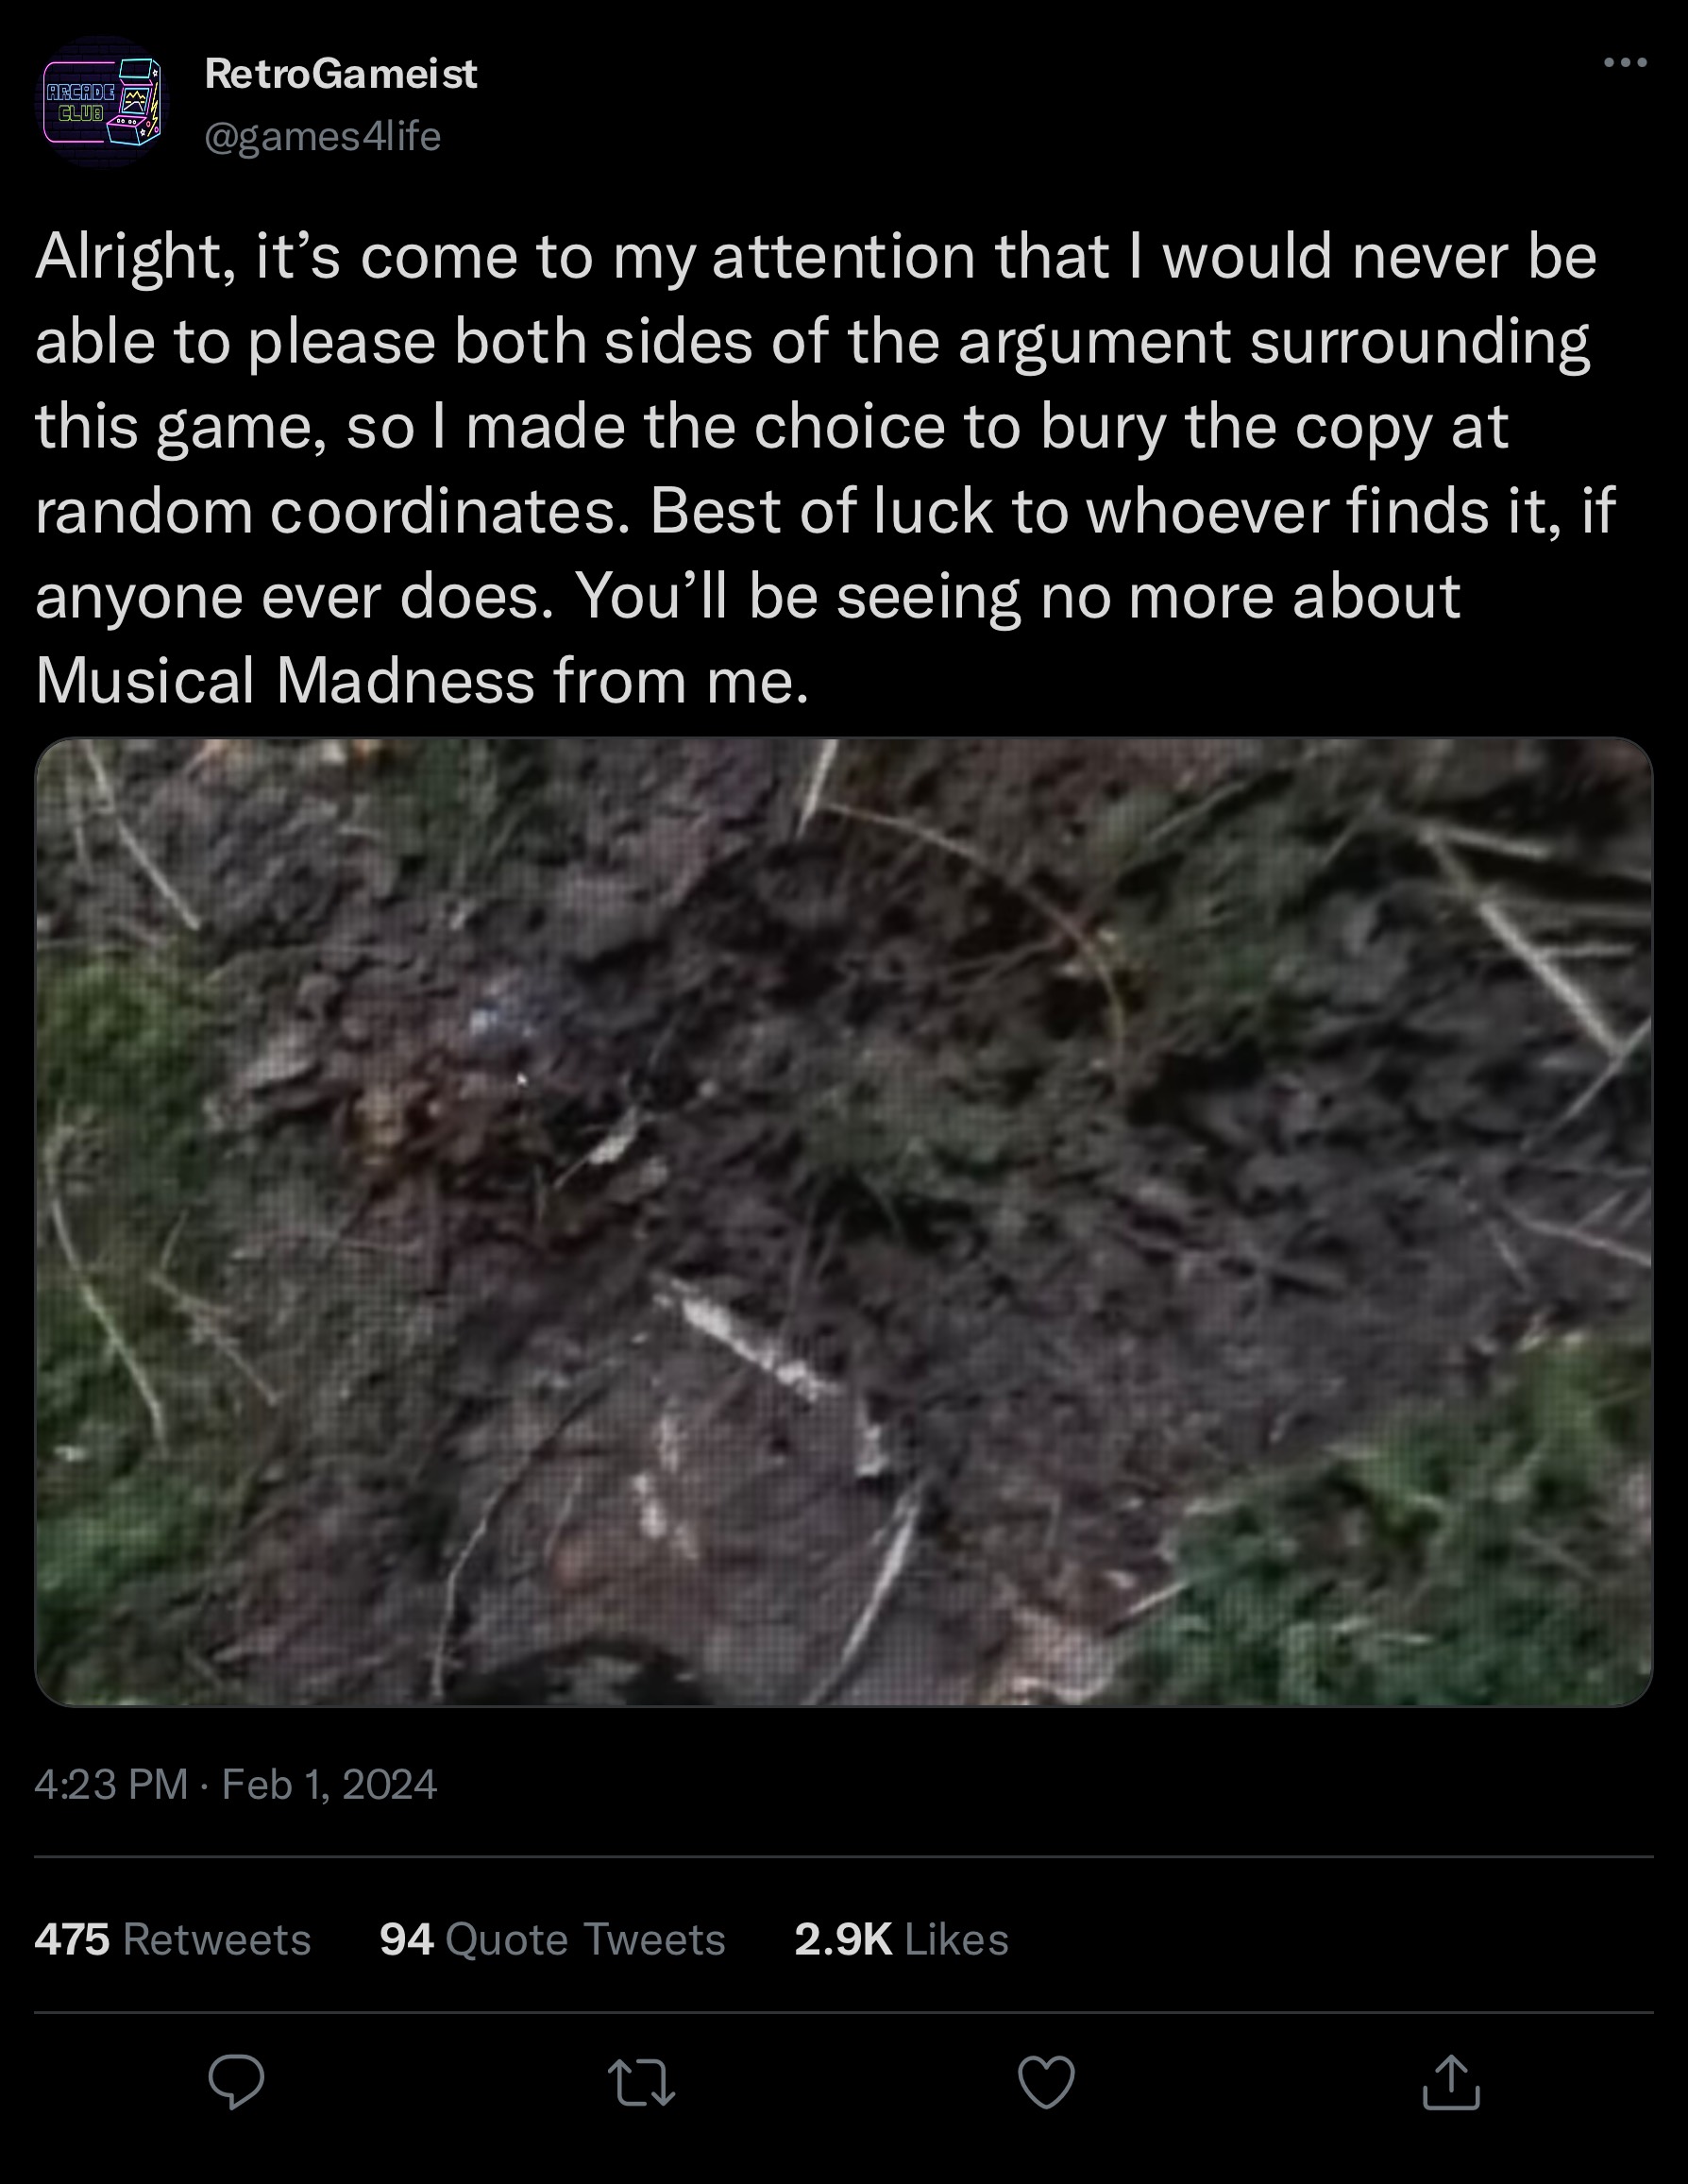 ARCADE
CLUB
RetroGameist
@games4life
Alright, it’s come to my attention that I would never be
able to please both sides of the argument surrounding
this game, so I made the choice to bury the copy at
random coordinates. Best of luck to whoever finds it, if
anyone ever does. You’ll be seeing no more about
Musical Madness from me.
4:23 PM · Feb 1, 2024
475 Retweets 94 Quote Tweets 2.9K Likes